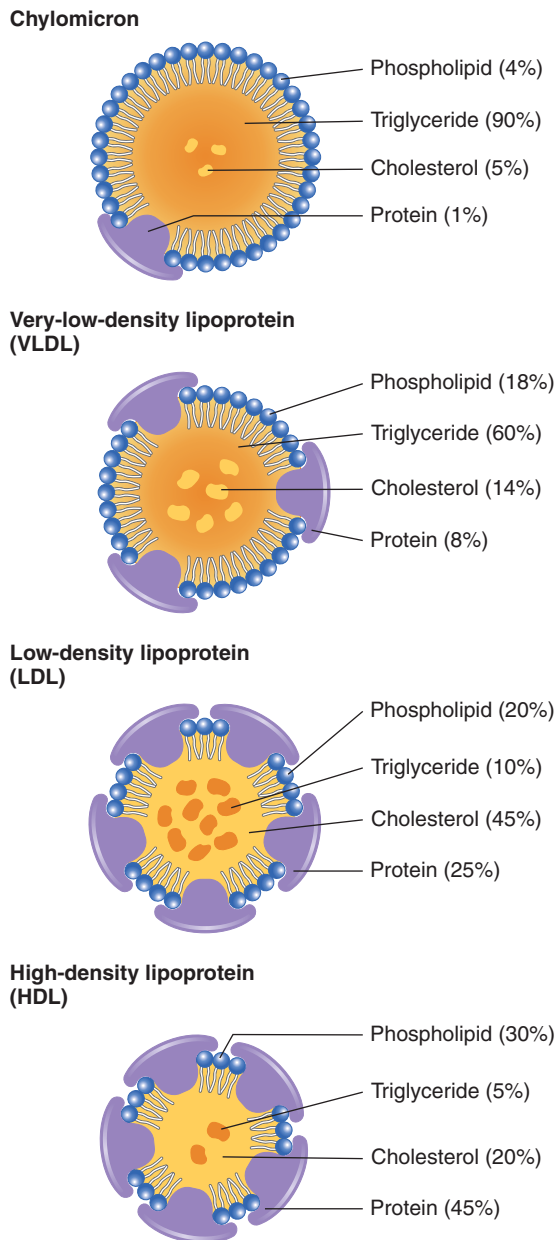 Chylomicron
Phospholipid (4%)
Triglyceride (90%)
Cholesterol (5%)
Protein (1%)
Very-low-density lipoprotein
(VLDL)
Phospholipid (18%)
Triglyceride (60%)
Cholesterol (14%)
Protein (8%)
Low-density lipoprotein
(LDL)
Phospholipid (20%)
Triglyceride (10%)
Cholesterol (45%)
Protein (25%)
High-density lipoprotein
(HDL)
Phospholipid (30%)
Triglyceride (5%)
Cholesterol (20%)
Protein (45%)